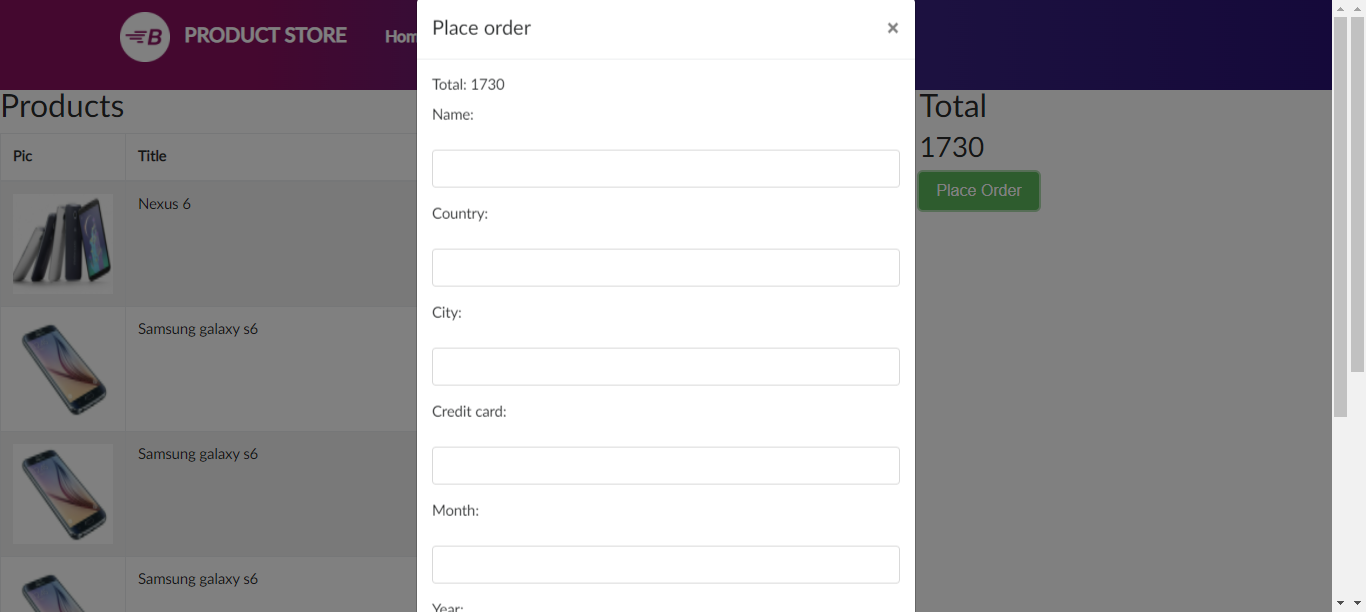 B PRODUCT STORE Hom
Place order ×
Products
Total
1730
Place Order
Pic Title
Nexus 6
Samsung galaxy s6
Samsung galaxy s6
Samsung galaxy s6
Total: 1730
Name:
Country:
City:
Credit card:
Month:
Year: